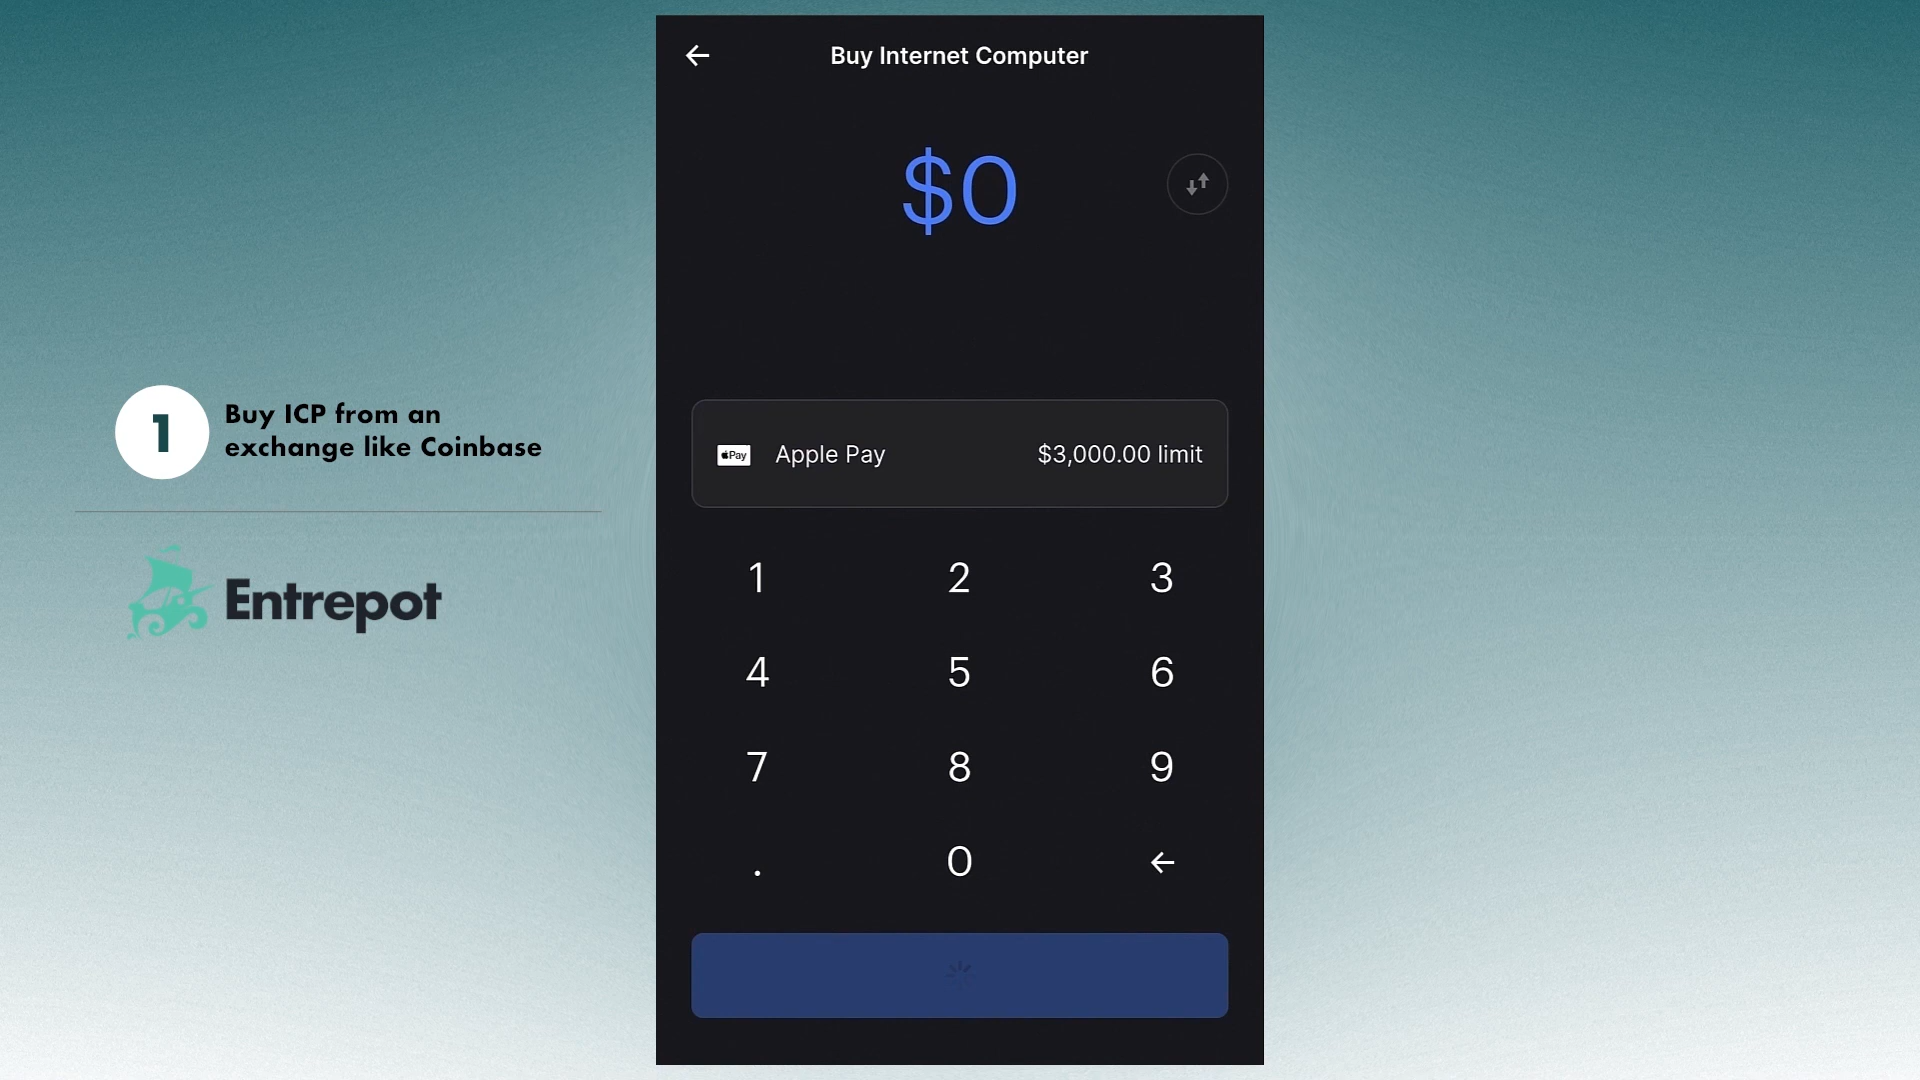 Buy Internet Computer
$0
1
Buy ICP from an
exchange like Coinbase
Entrepot
Pay
Apple Pay
$3,000.00 limit
1 2 3
4 5 6
7 8 9
. 0